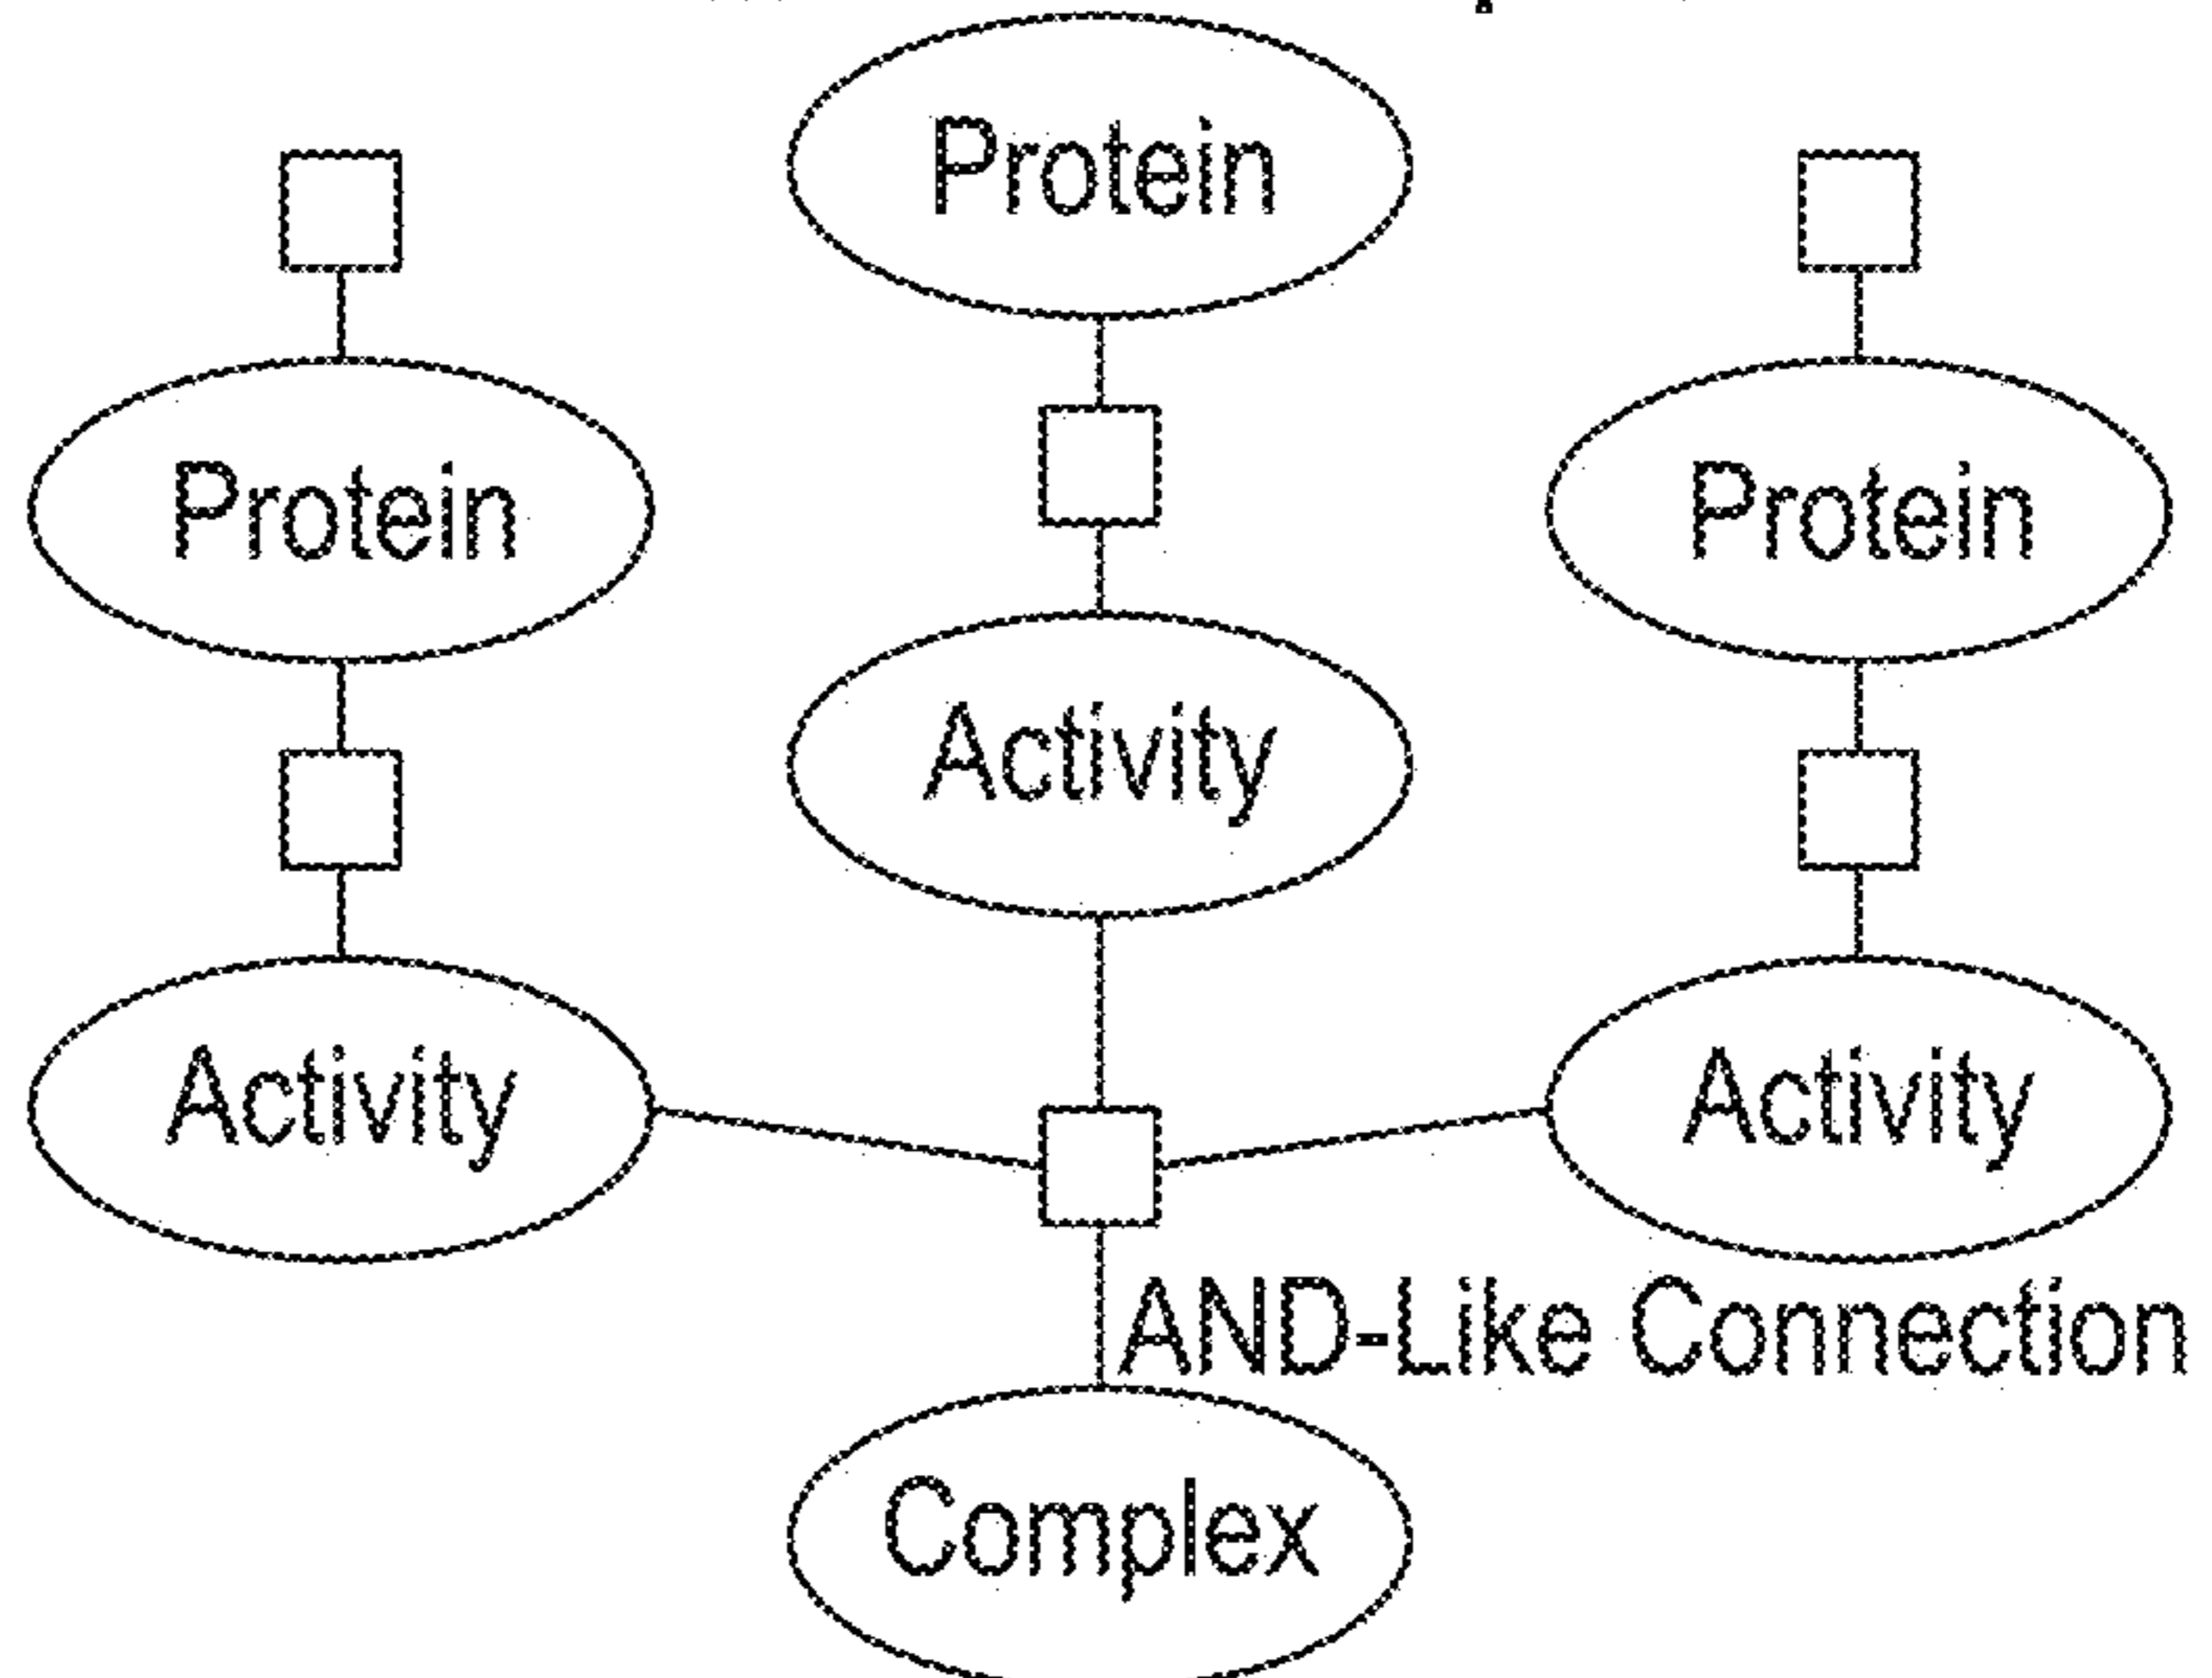 Protein
Protein
Protein
Activity
Activity
Activity
AND-Like Connection
Complex